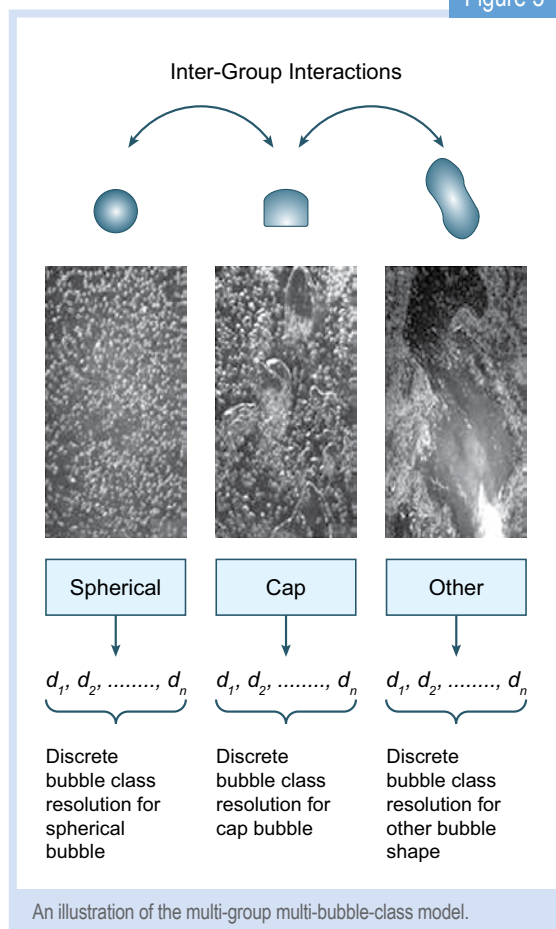 Figure 5
Inter-Group Interactions
Spherical
Cap
Other
d1, d2, ........, dn
d1, d2, ........, dn
d1, d2, ........, dn
Discrete
bubble class
resolution for
spherical
bubble
Discrete
bubble class
resolution for
cap bubble
Discrete
bubble class
resolution for
other bubble
shape
An illustration of the multi-group multi-bubble-class model.